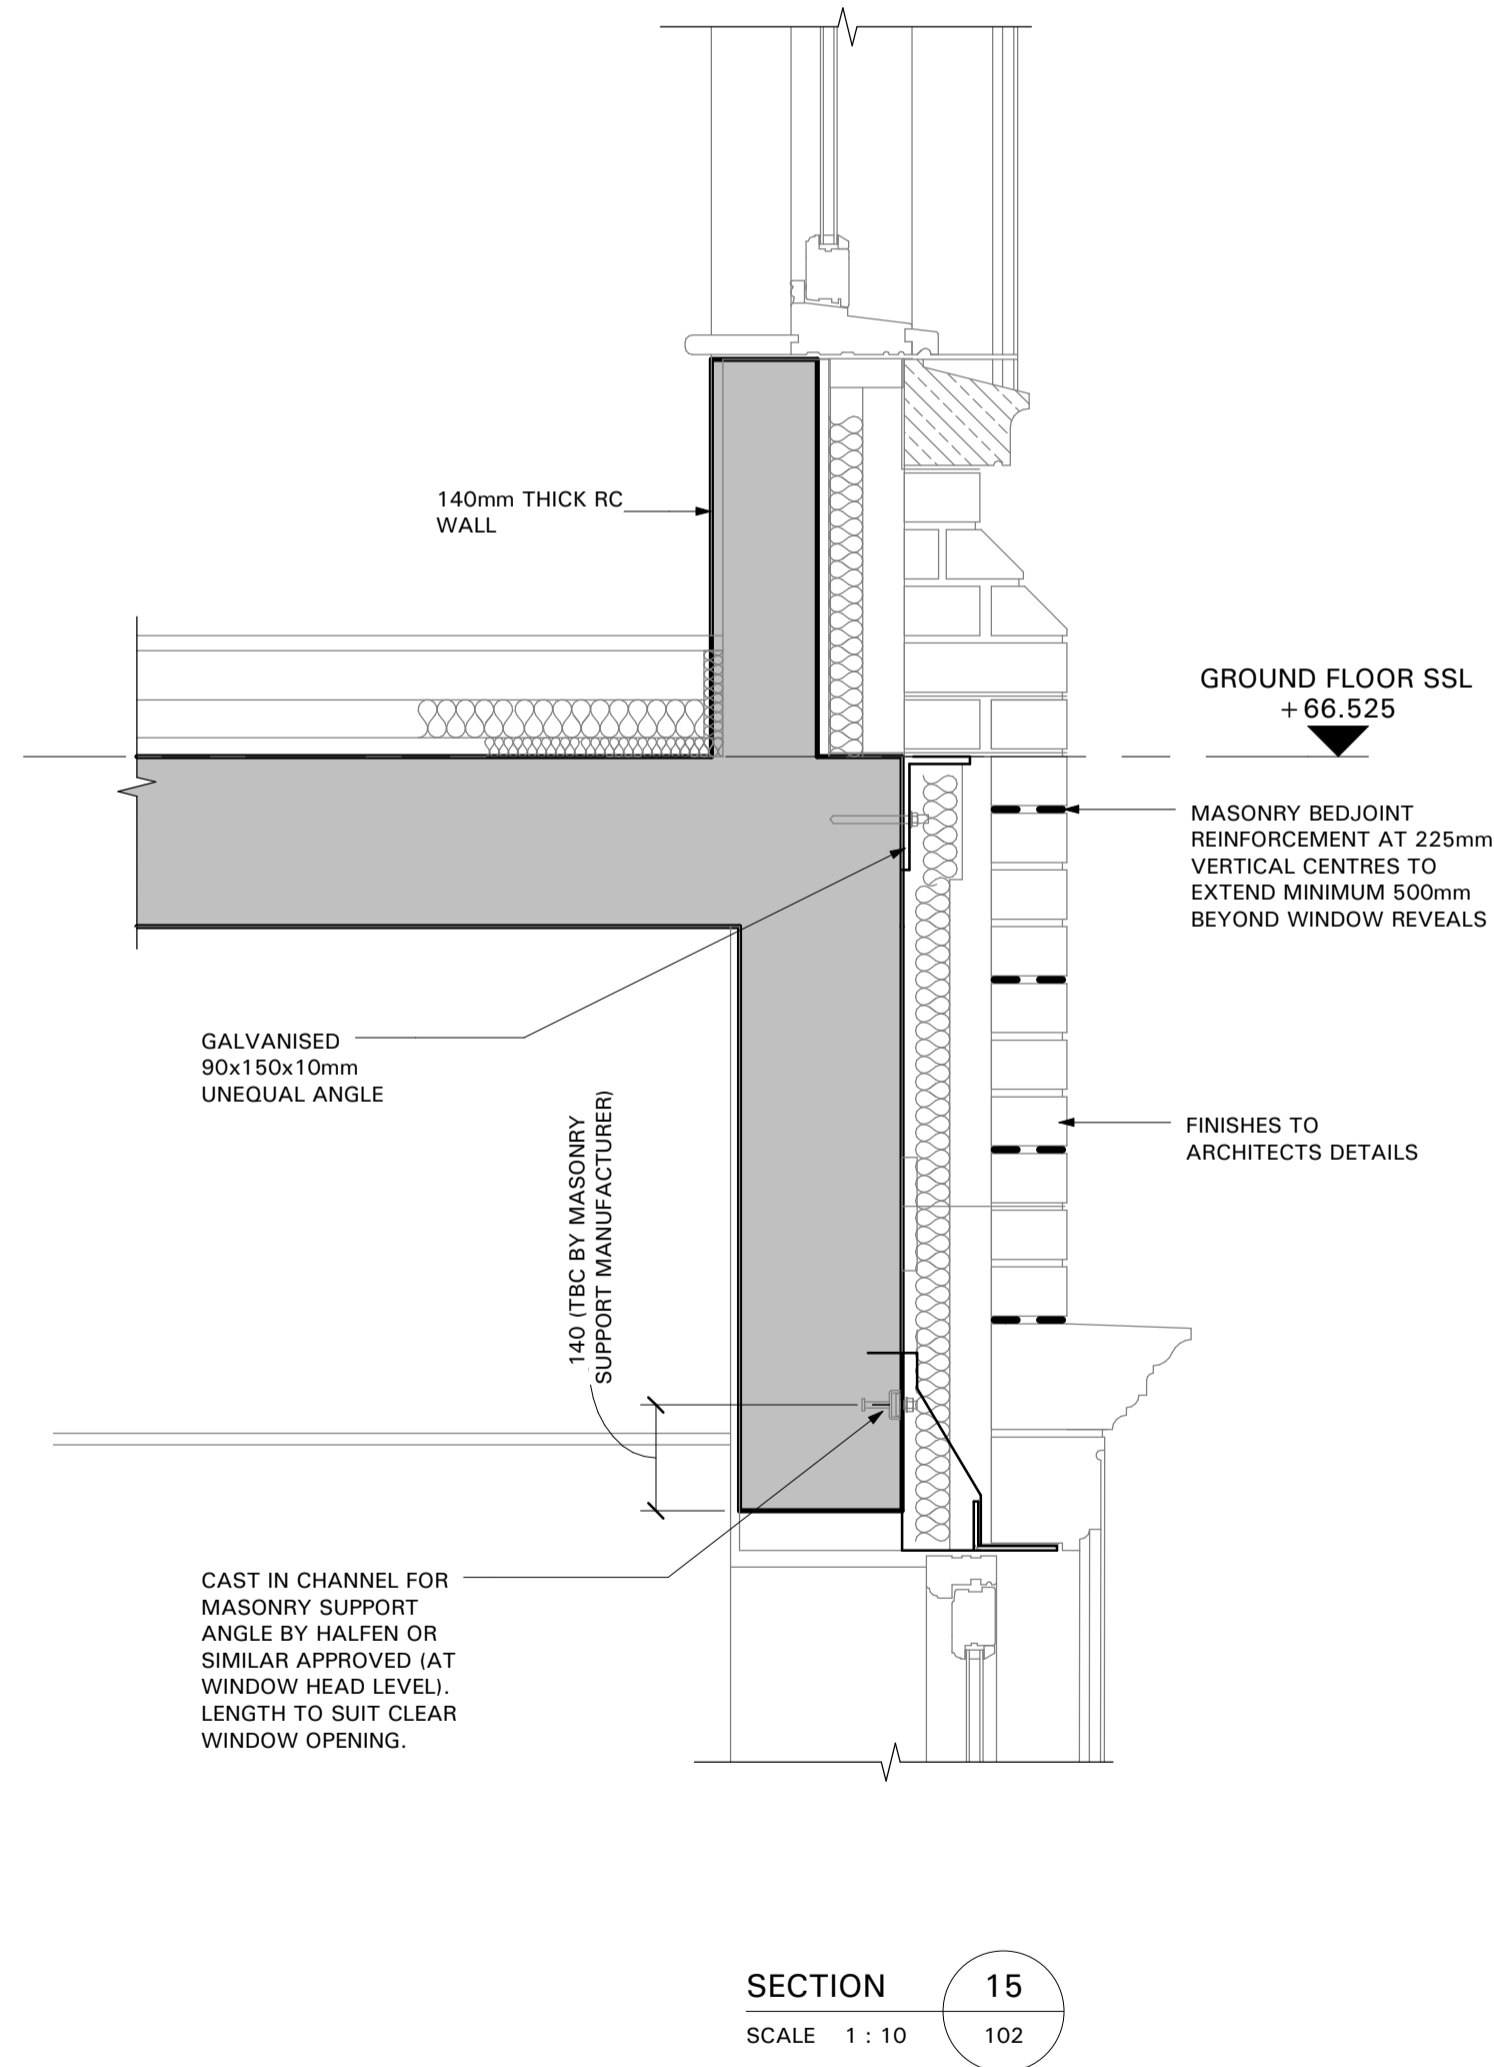 140mm THICK RC
WALL
GROUND FLOOR SSL
+66.525
MASONRY BEDJOINT
REINFORCEMENT AT 225mm
VERTICAL CENTRES TO
EXTEND MINIMUM 500mm
BEYOND WINDOW REVEALS
GALVANISED
90x150x10mm
UNEQUAL ANGLE
140 (TBC BY MASONRY
SUPPORT MANUFACTURER)
FINISHES TO
ARCHITECTS DETAILS
CAST IN CHANNEL FOR
MASONRY SUPPORT
ANGLE BY HALFEN OR
SIMILAR APPROVED (AT
WINDOW HEAD LEVEL).
LENGTH TO SUIT CLEAR
WINDOW OPENING.
SECTION 15
SCALE 1 : 10 102